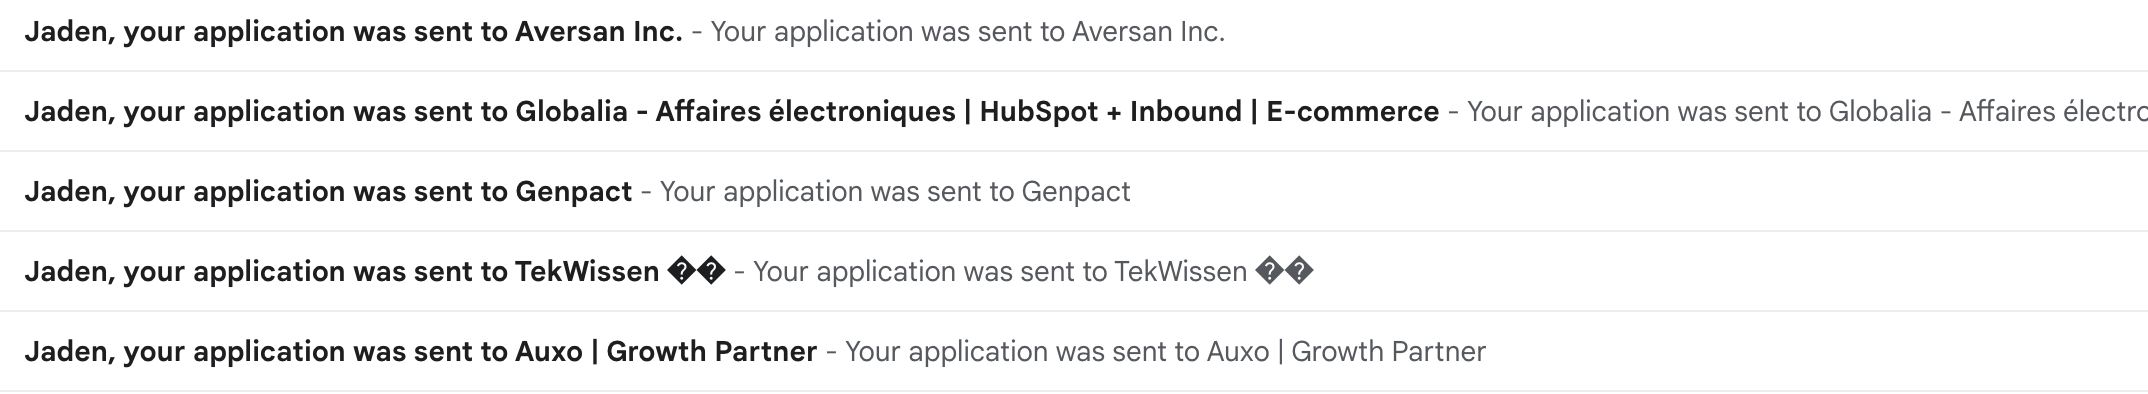 Jaden, your application was sent to Aversan Inc. - Your application was sent to Aversan Inc.
Jaden, your application was sent to Globalia - Affaires électroniques | HubSpot + Inbound | E-commerce - Your application was sent to Globalia - Affaires électro
Jaden, your application was sent to Genpact - Your application was sent to Genpact
Jaden, your application was sent to TekWissen �� - Your application was sent to TekWissen ��
Jaden, your application was sent to Auxo | Growth Partner - Your application was sent to Auxo | Growth Partner